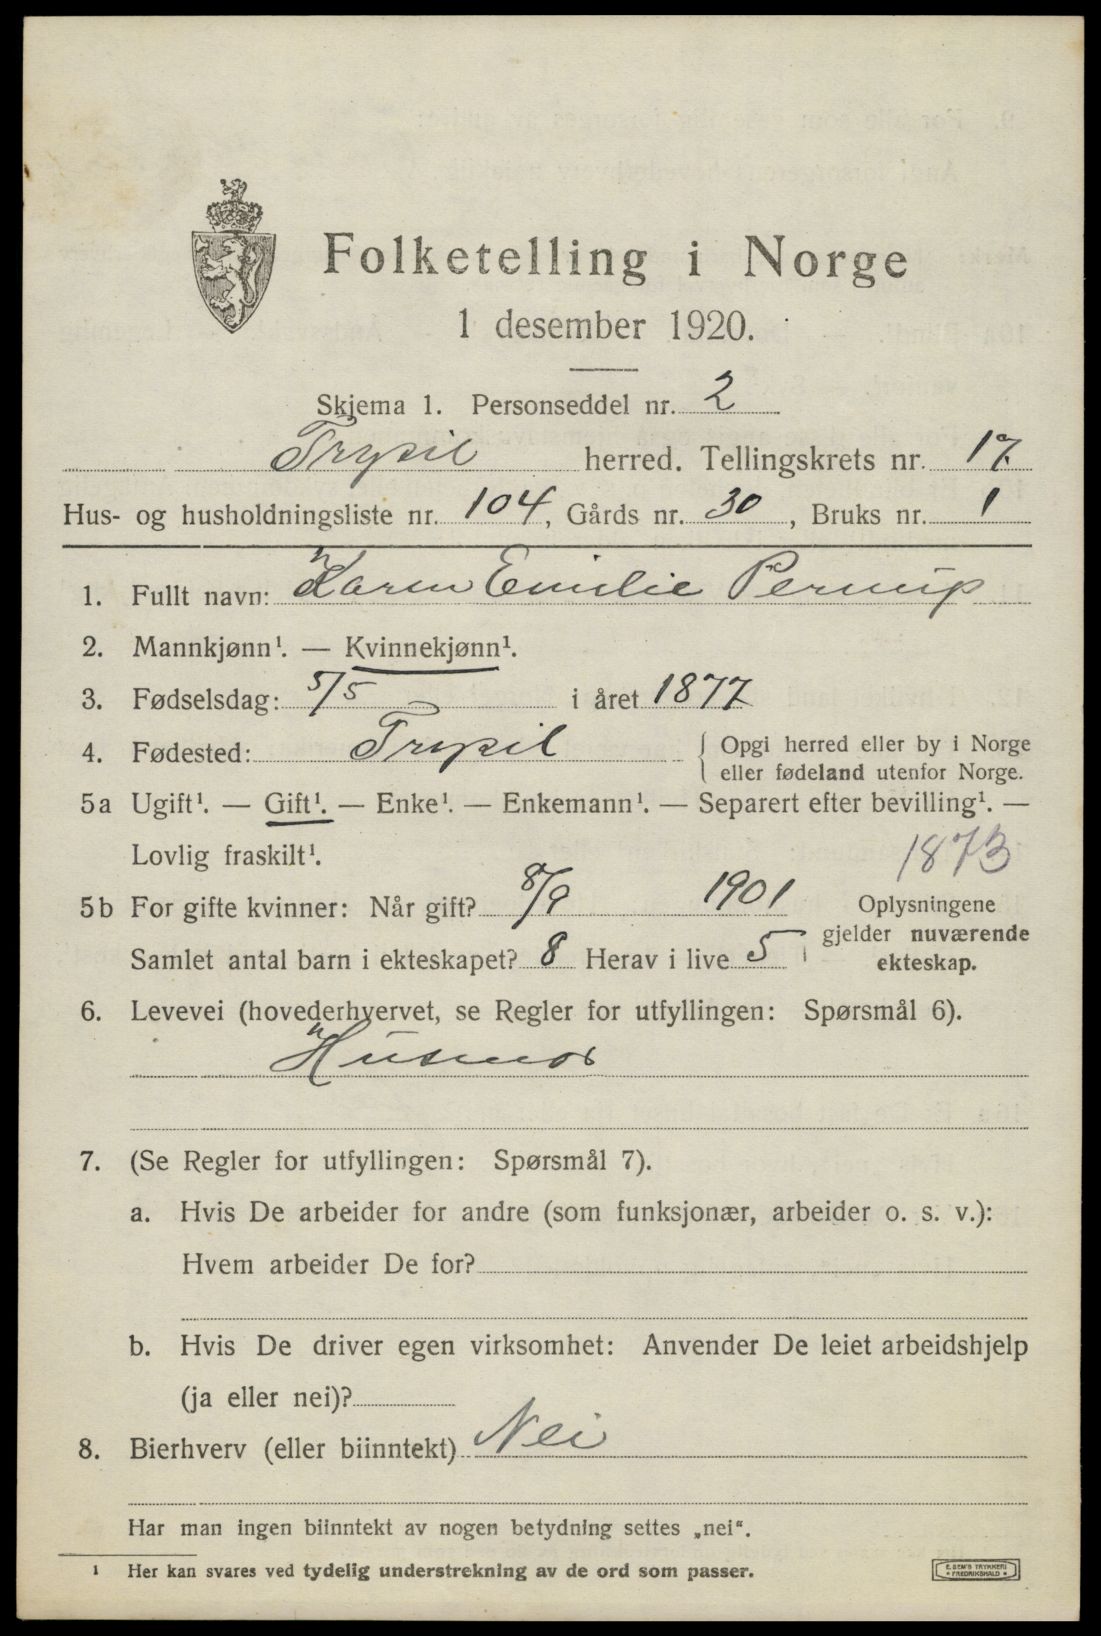 Folketelling i Norge
1 desember 1920.
Skjema 1. Personseddel nr. 2
Trysil herred. Tellingskrets nr. 17.
Hus- og husholdningsliste nr. 104, Gårds nr. 30, Bruks nr. 1
1. Fullt navn: Karen Emilie Pernup
2. Mannkjønn¹. — Kvinnekjønn¹.
3. Fødselsdag: 5/5 i året 1877
4. Fødested: Trysil { Opgi herred eller by i Norge
eller fødeland utenfor Norge.
5a Ugift¹. — Gift¹. — Enke¹. — Enkemann¹. — Separert efter bevilling¹. —
Lovlig fraskilt¹. 1873
5b For gifte kvinner: Når gift? 8/9 1901
Samlet antal barn i ekteskapet? 8 Herav i live 5
Oplysningene
gjelder nuværende
ekteskap.
6. Levevei (hovederhvervet, se Regler for utfyllingen: Spørsmål 6).
Husmor
7. (Se Regler for utfyllingen: Spørsmål 7).
a. Hvis De arbeider for andre (som funksjonær, arbeider o. s. v.):
Hvem arbeider De for?
b. Hvis De driver egen virksomhet: Anvender De leiet arbeidshjelp
(ja eller nei)?
8. Bierhverv (eller biinntekt) Nei
Har man ingen biinntekt av nogen betydning settes „nei“.
¹ Her kan svares ved tydelig understrekning av de ord som passer.
E. SEM'S TRYKKERI
• FREDRIKSHALD •